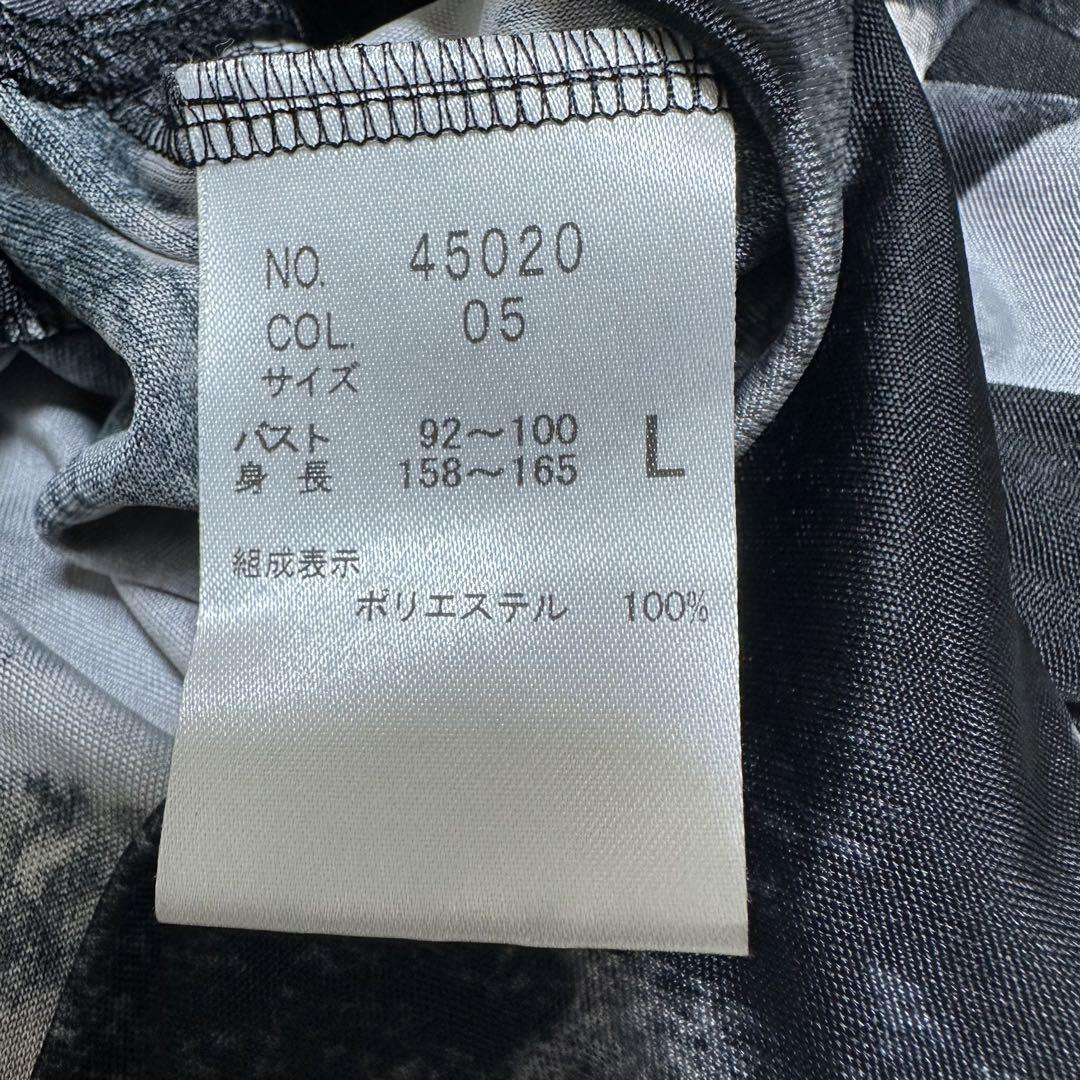 NO. 45020
COL. 05
サイズ
バスト 92〜100 L
身 長 158〜165
組成表示
ポリエステル 100%